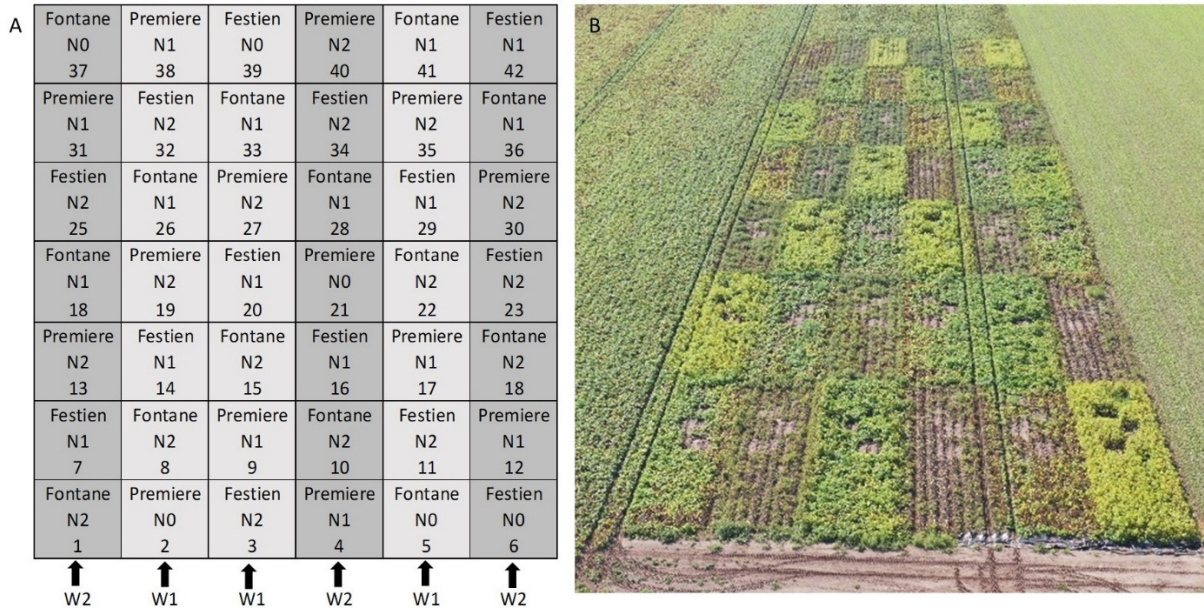 A
Fontane Premiere Festien Premiere Fontane Festien
N0 N1 N0 N2 N1 N1
37 38 39 40 41 42
Premiere Festien Fontane Festien Premiere Fontane
N1 N2 N1 N2 N2 N1
31 32 33 34 35 36
Festien Fontane Premiere Fontane Festien Premiere
N2 N1 N2 N1 N1 N2
25 26 27 28 29 30
Fontane Premiere Festien Premiere Fontane Festien
N1 N2 N1 N0 N2 N2
18 19 20 21 22 23
Premiere Festien Fontane Festien Premiere Fontane
N2 N1 N2 N1 N1 N2
13 14 15 16 17 18
Festien Fontane Premiere Fontane Festien Premiere
N1 N2 N1 N2 N2 N1
7 8 9 10 11 12
Fontane Premiere Festien Premiere Fontane Festien
N2 N0 N2 N1 N0 N0
1 2 3 4 5 6
W2 W1 W1 W2 W1 W2
B